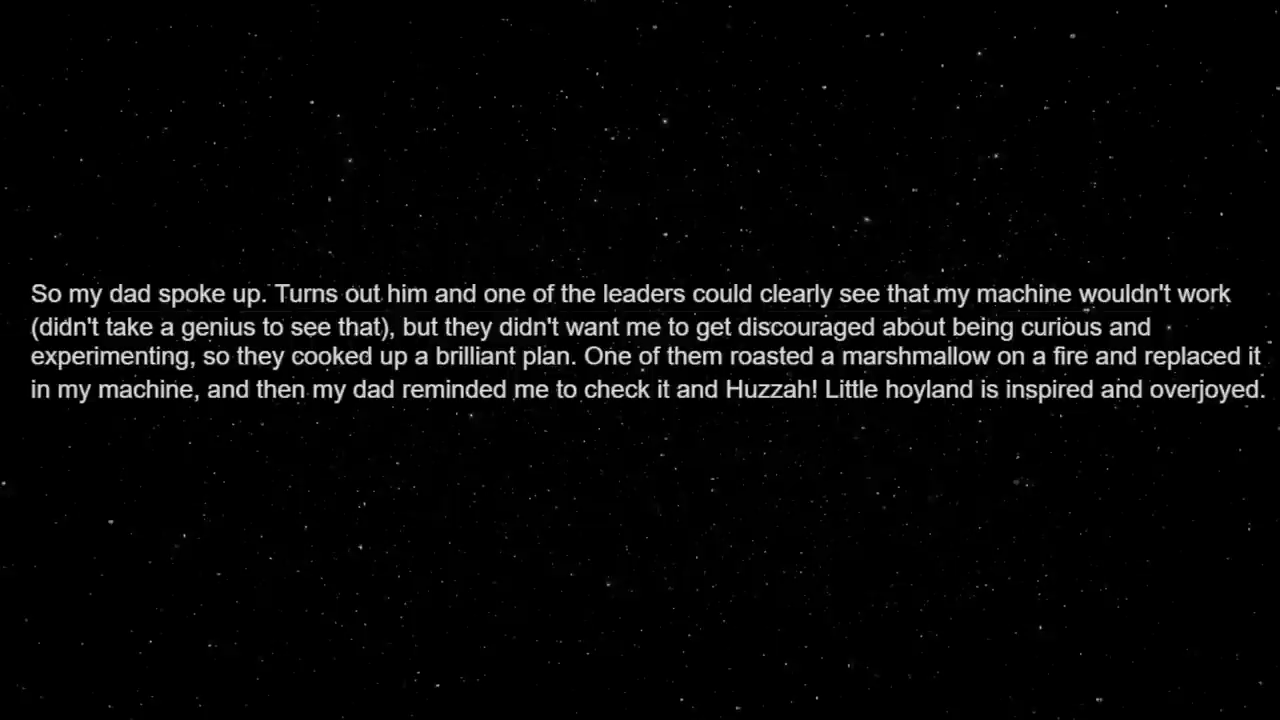 So my dad spoke up. Turns out him and one of the leaders could clearly see that my machine wouldn't work
(didn't take a genius to see that), but they didn't want me to get discouraged about being curious and
experimenting, so they cooked up a brilliant plan. One of them roasted a marshmallow on a fire and replaced it
in my machine, and then my dad reminded me to check it and Huzzah! Little hoyland is inspired and overjoyed.